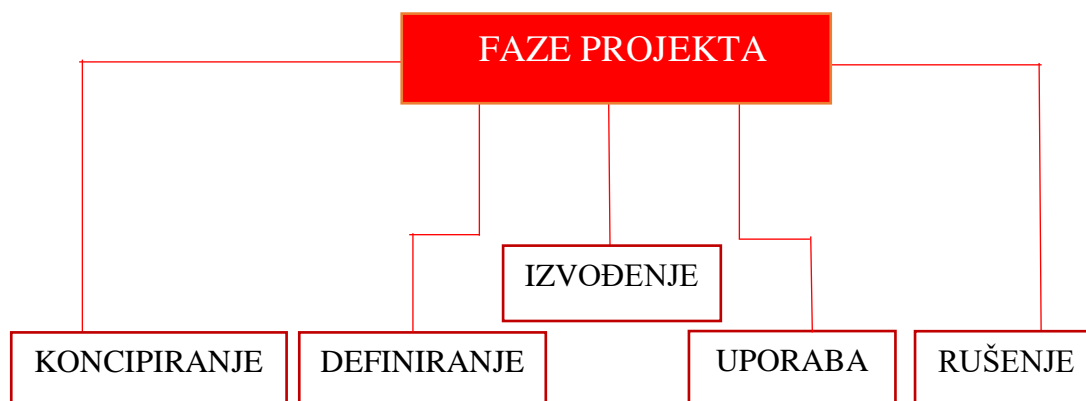 FAZE PROJEKTA
IZVOĐENJE
KONCIPIRANJE
DEFINIRANJE
UPORABA
RUŠENJE